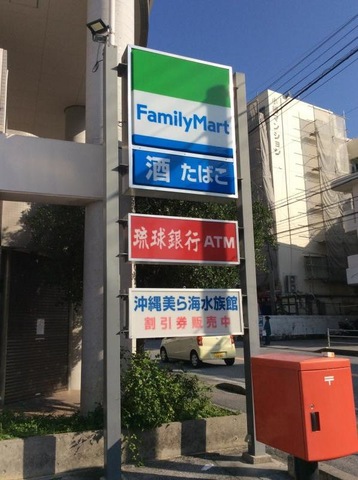 FamilyMart
酒 たばこ
琉球銀行 ATM
沖縄美ら海水族館
割引券販売中